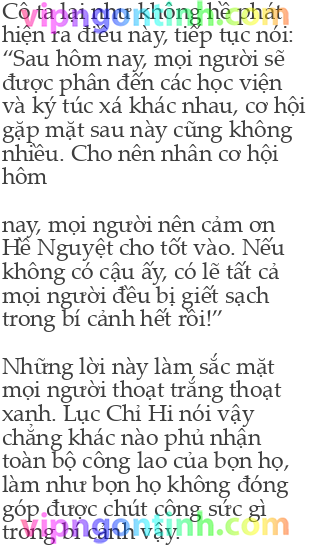 Cô ta lại như không hề phát
hiện ra điều này, tiếp tục nói:
“Sau hôm nay, mọi người sẽ
được phân đến các học viện
và ký túc xá khác nhau, cơ hội
gặp mặt sau này cũng không
nhiều. Cho nên nhân cơ hội
hôm
nay, mọi người nên cảm ơn
Hề Nguyệt cho tốt vào. Nếu
không có cậu ấy, có lẽ tất cả
mọi người đều bị giết sạch
trong bí cảnh hết rồi!”
Những lời này làm sắc mặt
mọi người thoạt trắng thoạt
xanh. Lục Chỉ Hi nói vậy
chẳng khác nào phủ nhận
toàn bộ công lao của bọn họ,
làm như bọn họ không đóng
góp được chút công sức gì
trong bí cảnh vậy.
vipngontinh.com
vipngontinh.com